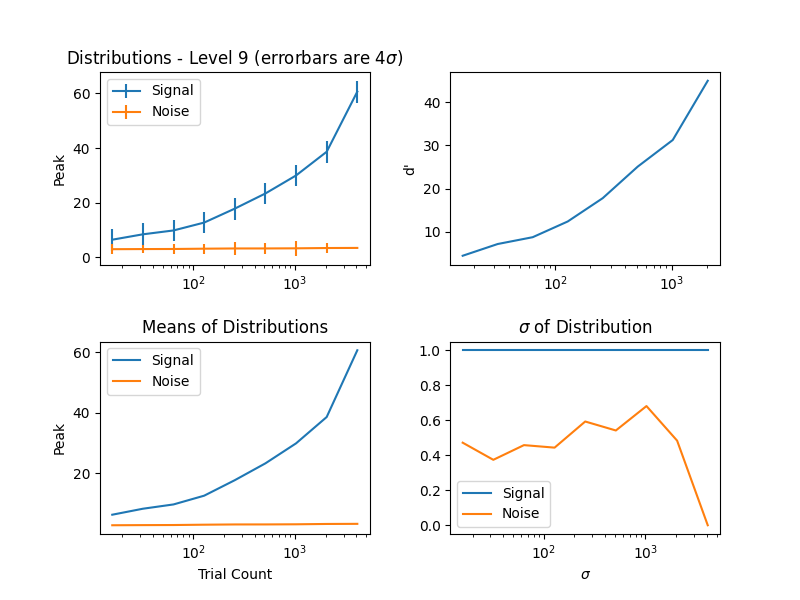 Distributions - Level 9 (errorbars are 4σ)
Signal
Noise
Peak
60
40
20
0
10²
10³
d'
40
30
20
10
10²
10³
Means of Distributions
Signal
Noise
Peak
60
40
20
10²
10³
Trial Count
σ of Distribution
1.0
0.8
0.6
0.4
0.2
0.0
Signal
Noise
10²
10³
σ